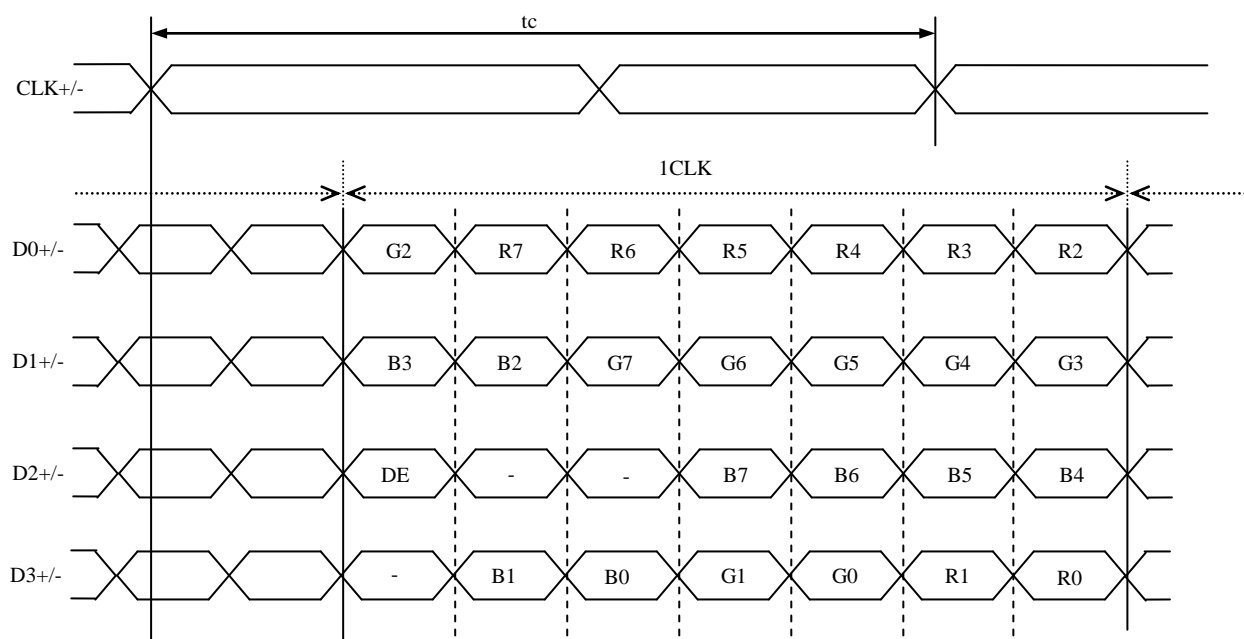 tc
CLK+/-
1CLK
D0+/- G2 R7 R6 R5 R4 R3 R2
D1+/- B3 B2 G7 G6 G5 G4 G3
D2+/- DE - - B7 B6 B5 B4
D3+/- - B1 B0 G1 G0 R1 R0